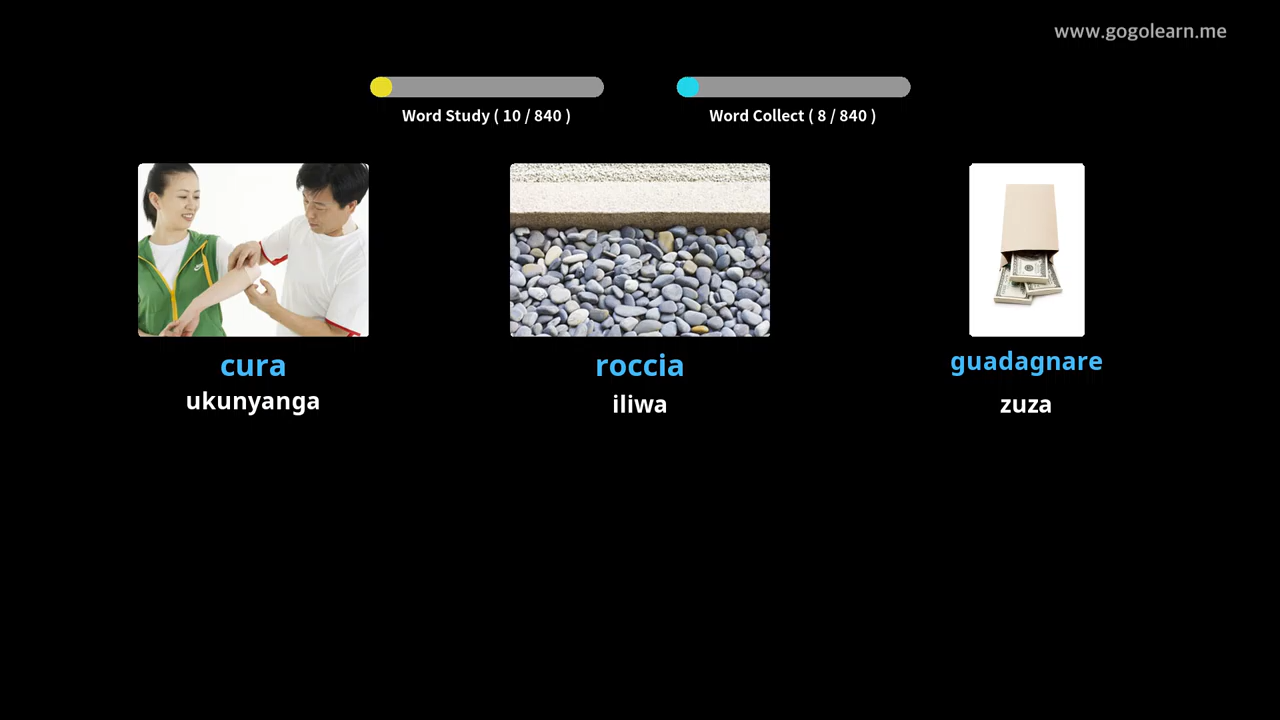 www.gogolearn.me
Word Study ( 10 / 840 )
Word Collect ( 8 / 840 )
cura
ukunyanga
roccia
iliwa
guadagnare
zuza